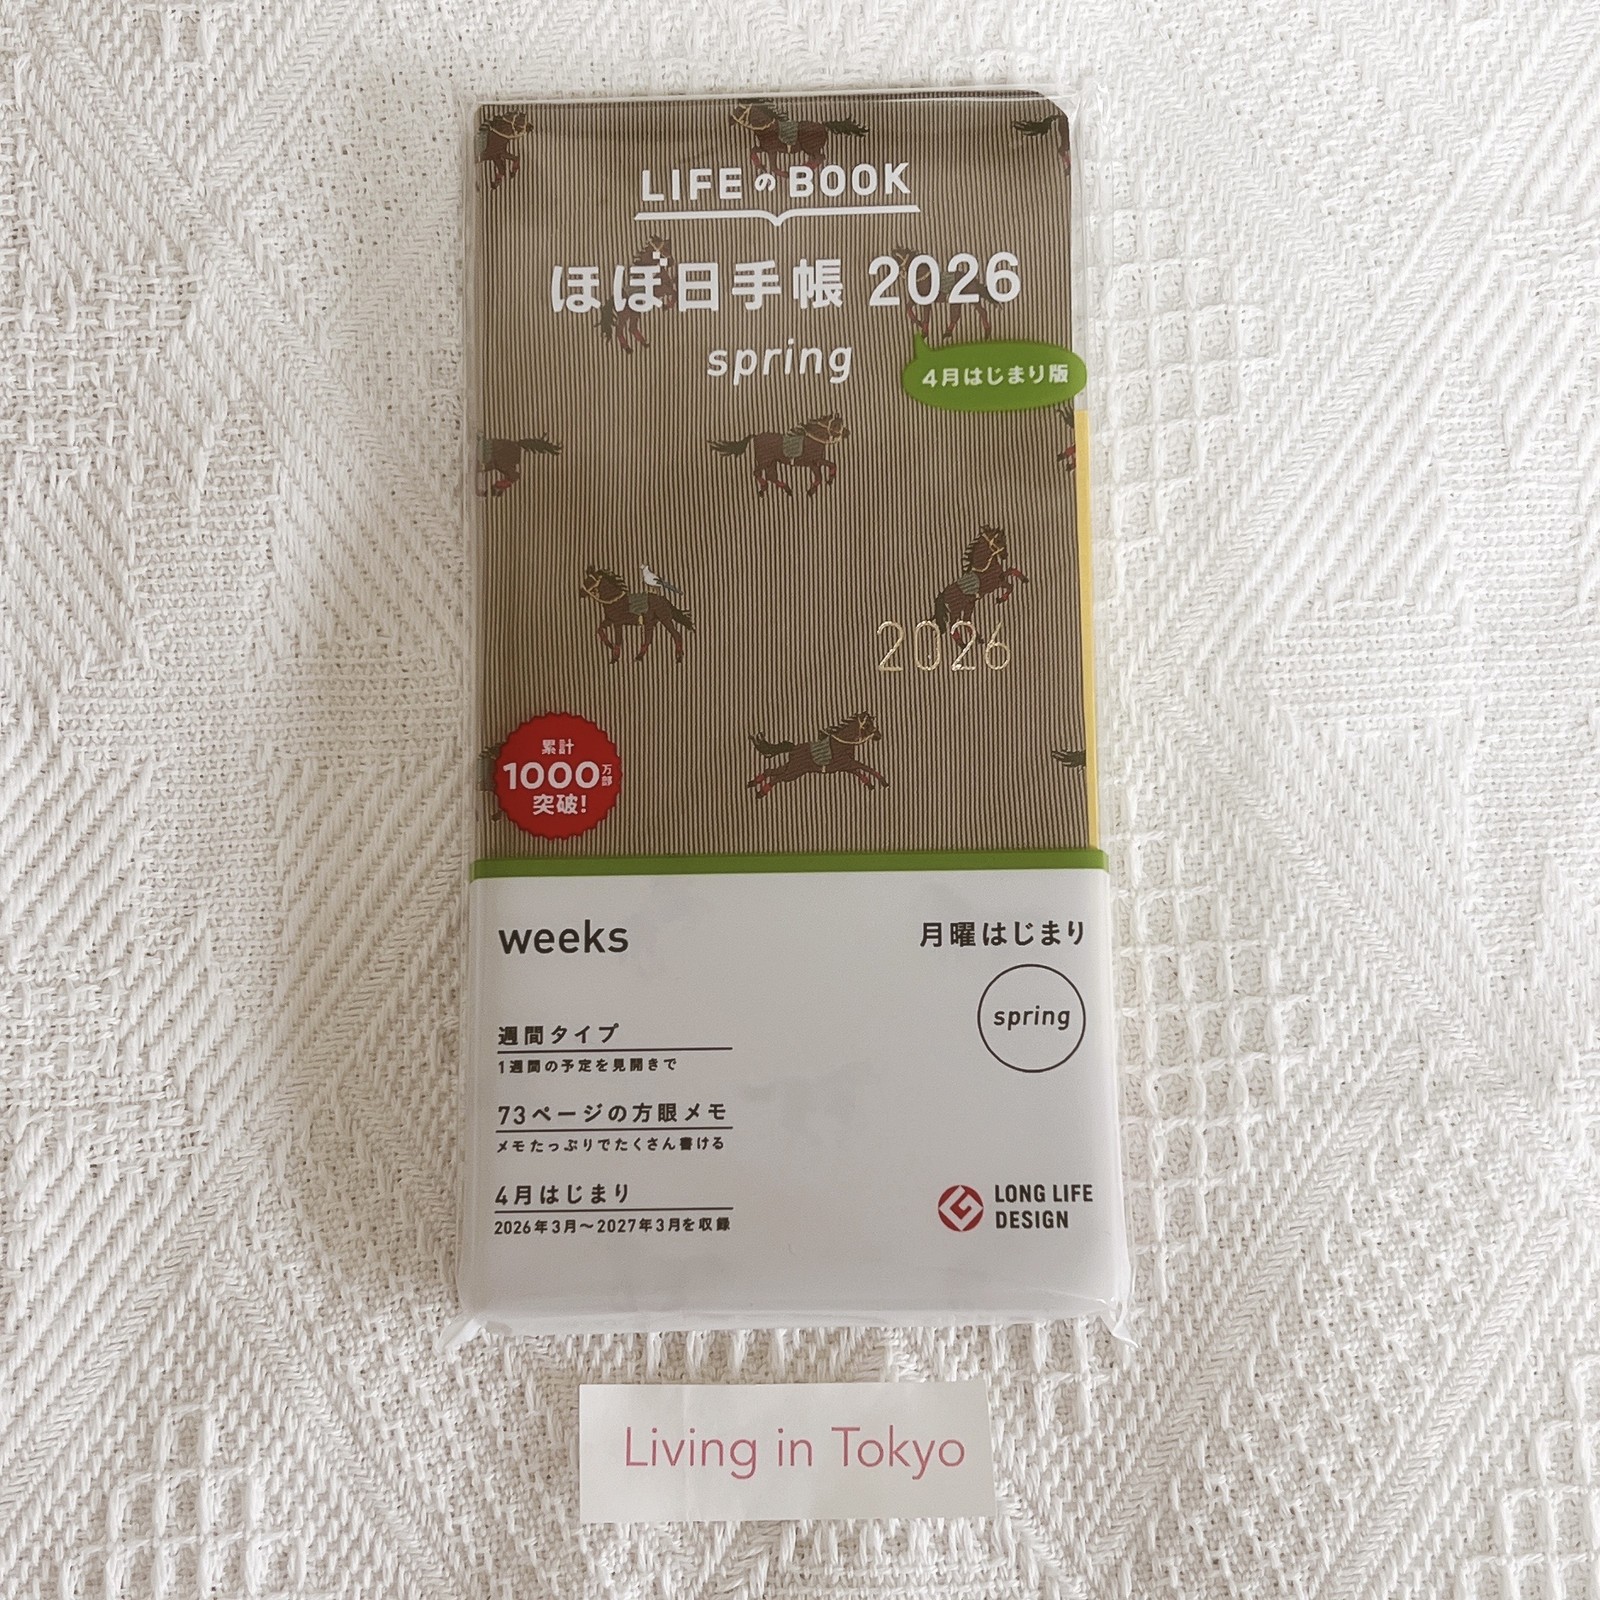 LIFEのBOOK
ほぼ日手帳 2026
spring
4月はじまり版
2026
累計
1000万部
突破!
weeks
月曜はじまり
spring
週間タイプ
1週間の予定を見開きで
73ページの方眼メモ
メモたっぷりでたくさん書ける
4月はじまり
2026年3月〜2027年3月を収録
LONG LIFE
DESIGN
Living in Tokyo